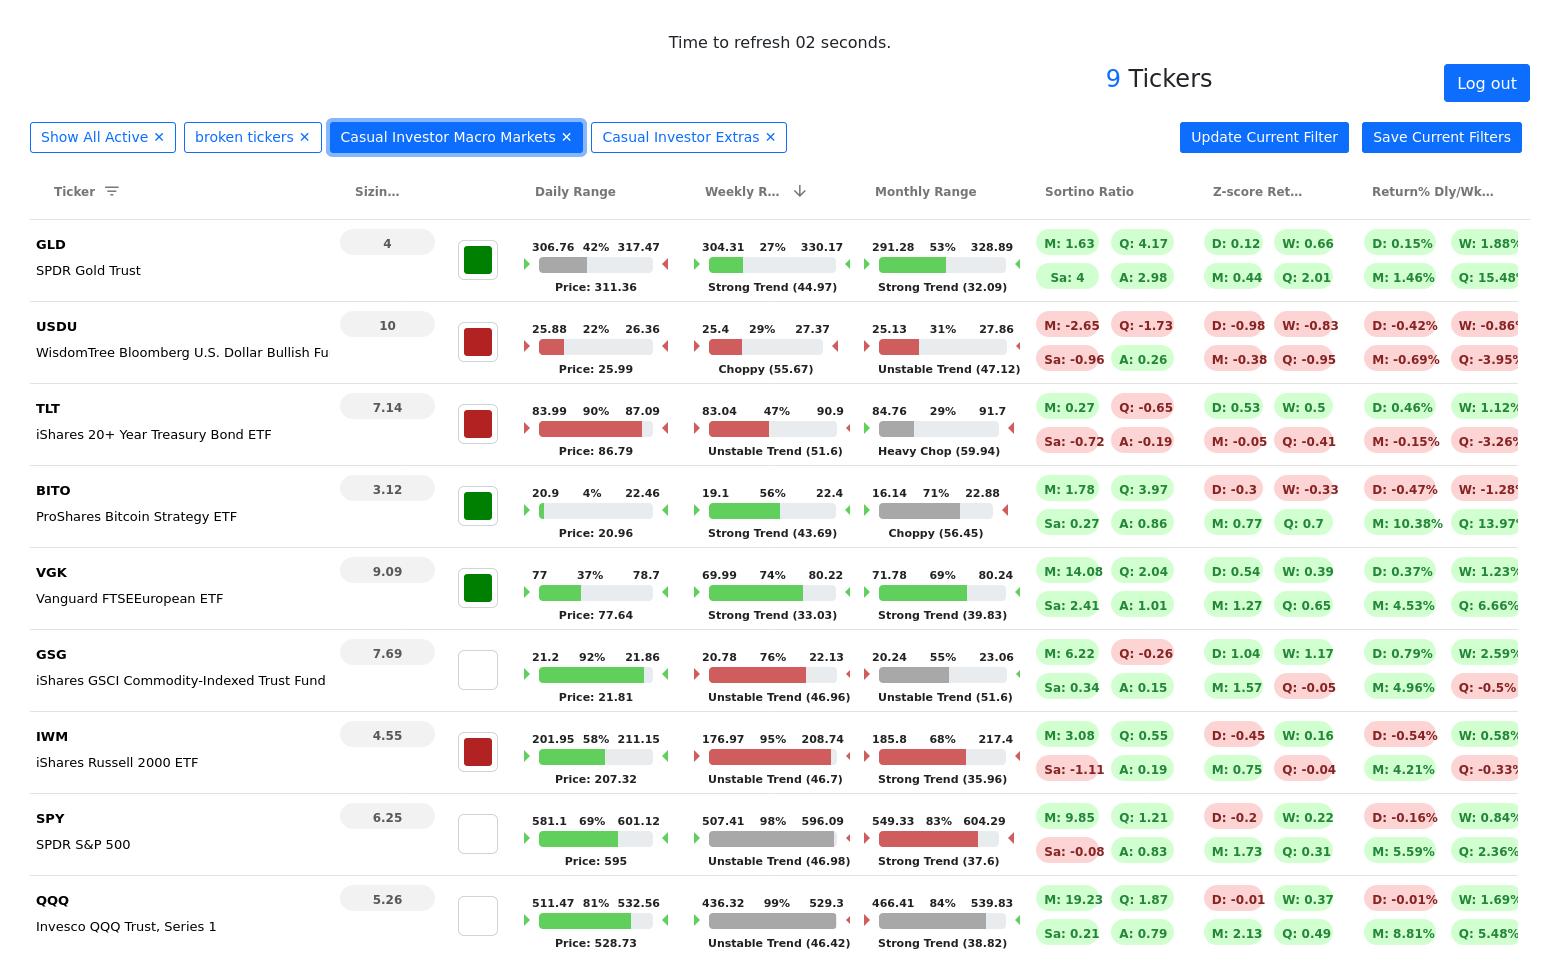 Time to refresh 02 seconds.
9 Tickers
Log out
Show All Active ✕ broken tickers ✕ Casual Investor Macro Markets ✕ Casual Investor Extras ✕ Update Current Filter Save Current Filters
Ticker Sizin... Daily Range Weekly R... Monthly Range Sortino Ratio Z-score Ret... Return% Dly/Wk...
GLD 4 306.76 42% 317.47 304.31 27% 330.17 291.28 53% 328.89 M: 1.63 Q: 4.17 D: 0.12 W: 0.66 D: 0.15% W: 1.88%
SPDR Gold Trust Price: 311.36 Strong Trend (44.97) Strong Trend (32.09) Sa: 4 A: 2.98 M: 0.44 Q: 2.01 M: 1.46% Q: 15.48%
USDU 10 25.88 22% 26.36 25.4 29% 27.37 25.13 31% 27.86 M: -2.65 Q: -1.73 D: -0.98 W: -0.83 D: -0.42% W: -0.86%
WisdomTree Bloomberg U.S. Dollar Bullish Fu Price: 25.99 Choppy (55.67) Unstable Trend (47.12) Sa: -0.96 A: 0.26 M: -0.38 Q: -0.95 M: -0.69% Q: -3.95%
TLT 7.14 83.99 90% 87.09 83.04 47% 90.9 84.76 29% 91.7 M: 0.27 Q: -0.65 D: 0.53 W: 0.5 D: 0.46% W: 1.12%
iShares 20+ Year Treasury Bond ETF Price: 86.79 Unstable Trend (51.6) Heavy Chop (59.94) Sa: -0.72 A: -0.19 M: -0.05 Q: -0.41 M: -0.15% Q: -3.26%
BITO 3.12 20.9 4% 22.46 19.1 56% 22.4 16.14 71% 22.88 M: 1.78 Q: 3.97 D: -0.3 W: -0.33 D: -0.47% W: -1.28%
ProShares Bitcoin Strategy ETF Price: 20.96 Strong Trend (43.69) Choppy (56.45) Sa: 0.27 A: 0.86 M: 0.77 Q: 0.7 M: 10.38% Q: 13.97%
VGK 9.09 77 37% 78.7 69.99 74% 80.22 71.78 69% 80.24 M: 14.08 Q: 2.04 D: 0.54 W: 0.39 D: 0.37% W: 1.23%
Vanguard FTSEEuropean ETF Price: 77.64 Strong Trend (33.03) Strong Trend (39.83) Sa: 2.41 A: 1.01 M: 1.27 Q: 0.65 M: 4.53% Q: 6.66%
GSG 7.69 21.2 92% 21.86 20.78 76% 22.13 20.24 55% 23.06 M: 6.22 Q: -0.26 D: 1.04 W: 1.17 D: 0.79% W: 2.59%
iShares GSCI Commodity-Indexed Trust Fund Price: 21.81 Unstable Trend (46.96) Unstable Trend (51.6) Sa: 0.34 A: 0.15 M: 1.57 Q: -0.05 M: 4.96% Q: -0.5%
IWM 4.55 201.95 58% 211.15 176.97 95% 208.74 185.8 68% 217.4 M: 3.08 Q: 0.55 D: -0.45 W: 0.16 D: -0.54% W: 0.58%
iShares Russell 2000 ETF Price: 207.32 Unstable Trend (46.7) Strong Trend (35.96) Sa: -1.11 A: 0.19 M: 0.75 Q: -0.04 M: 4.21% Q: -0.33%
SPY 6.25 581.1 69% 601.12 507.41 98% 596.09 549.33 83% 604.29 M: 9.85 Q: 1.21 D: -0.2 W: 0.22 D: -0.16% W: 0.84%
SPDR S&P 500 Price: 595 Unstable Trend (46.98) Strong Trend (37.6) Sa: -0.08 A: 0.83 M: 1.73 Q: 0.31 M: 5.59% Q: 2.36%
QQQ 5.26 511.47 81% 532.56 436.32 99% 529.3 466.41 84% 539.83 M: 19.23 Q: 1.87 D: -0.01 W: 0.37 D: -0.01% W: 1.69%
Invesco QQQ Trust, Series 1 Price: 528.73 Unstable Trend (46.42) Strong Trend (38.82) Sa: 0.21 A: 0.79 M: 2.13 Q: 0.49 M: 8.81% Q: 5.48%